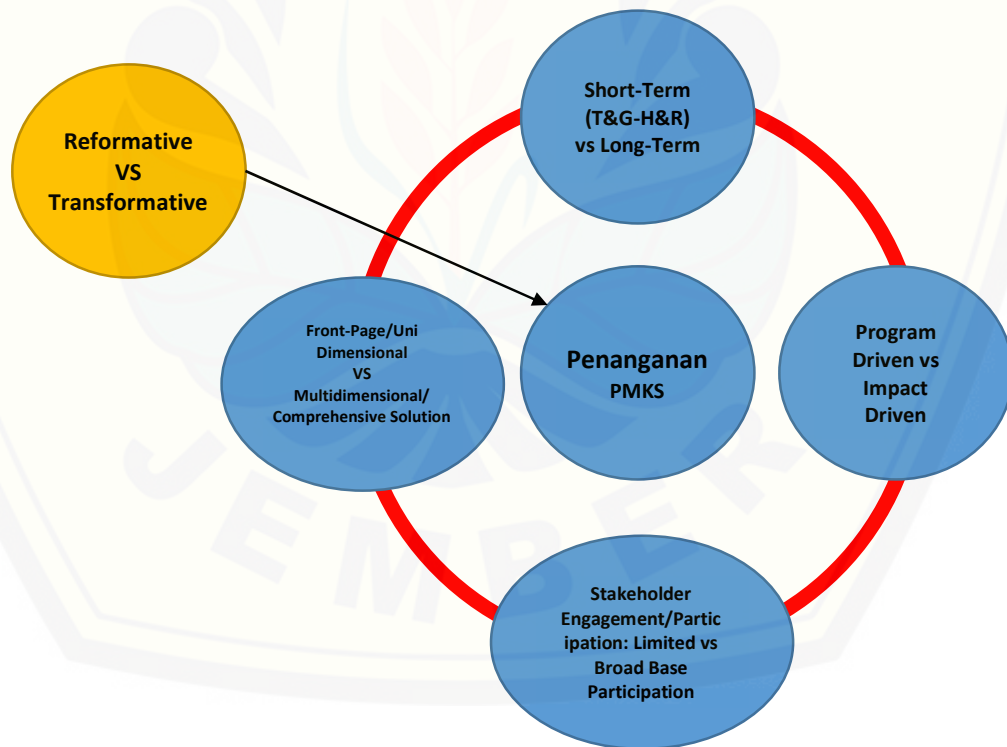 Short-Term
(T&G-H&R)
vs Long-Term
Reformative
VS
Transformative
Front-Page/Uni
Dimensional
VS
Multidimensional/
Comprehensive Solution
Penanganan
PMKS
Program
Driven vs
Impact
Driven
Stakeholder
Engagement/Partic
ipation: Limited vs
Broad Base
Participation
JEMBER